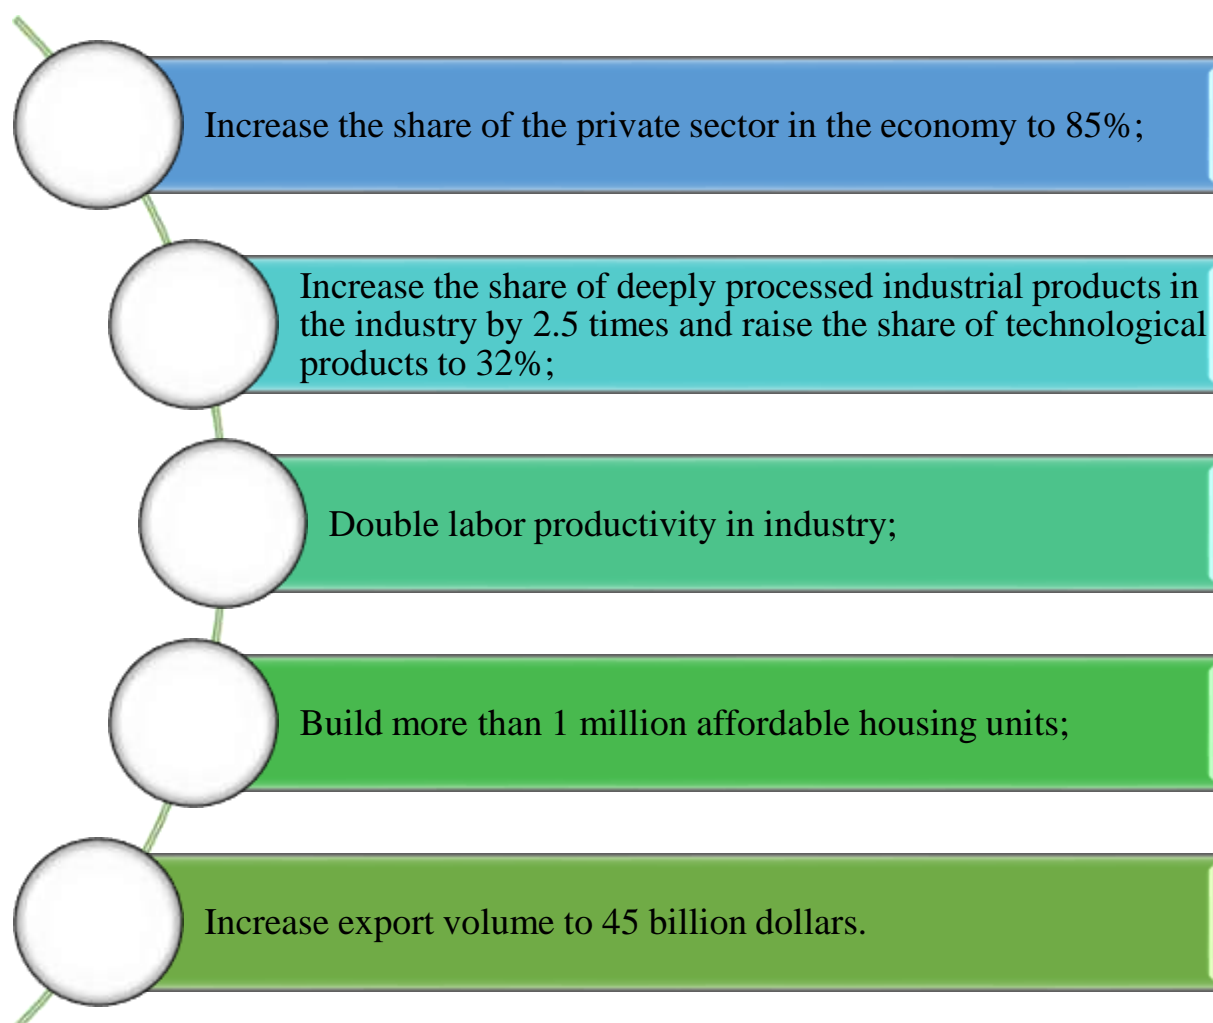 Increase the share of the private sector in the economy to 85%;
Increase the share of deeply processed industrial products in
the industry by 2.5 times and raise the share of technological
products to 32%;
Double labor productivity in industry;
Build more than 1 million affordable housing units;
Increase export volume to 45 billion dollars.